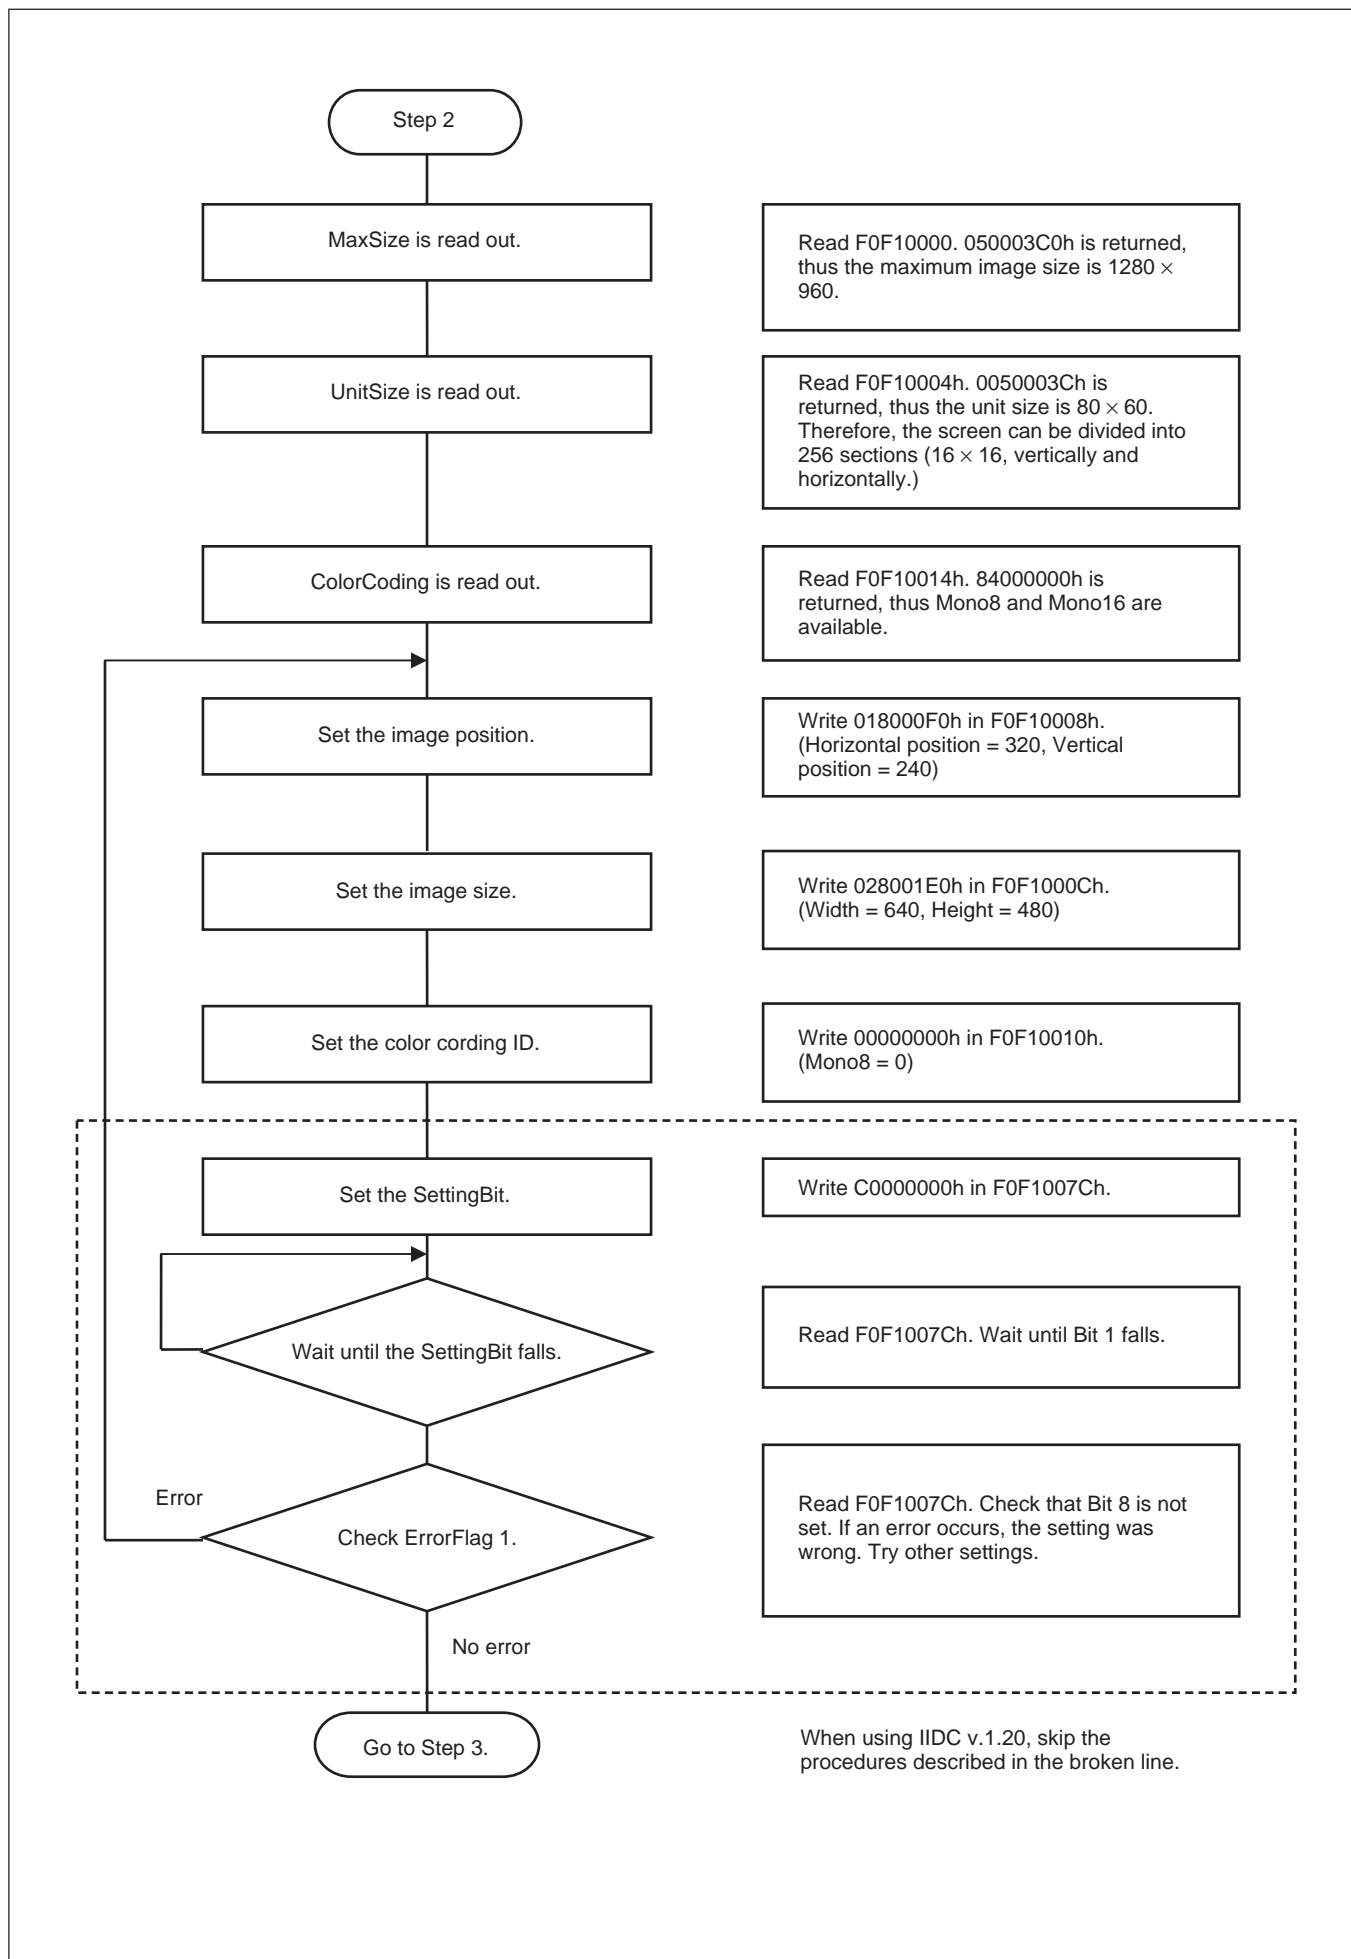 Step 2
MaxSize is read out.
Read F0F10000. 050003C0h is returned,
thus the maximum image size is 1280 ×
960.
UnitSize is read out.
Read F0F10004h. 0050003Ch is
returned, thus the unit size is 80 × 60.
Therefore, the screen can be divided into
256 sections (16 × 16, vertically and
horizontally.)
ColorCoding is read out.
Read F0F10014h. 84000000h is
returned, thus Mono8 and Mono16 are
available.
Set the image position.
Write 018000F0h in F0F10008h.
(Horizontal position = 320, Vertical
position = 240)
Set the image size.
Write 028001E0h in F0F1000Ch.
(Width = 640, Height = 480)
Set the color cording ID.
Write 00000000h in F0F10010h.
(Mono8 = 0)
Set the SettingBit.
Write C0000000h in F0F1007Ch.
Wait until the SettingBit falls.
Read F0F1007Ch. Wait until Bit 1 falls.
Error
Check ErrorFlag 1.
Read F0F1007Ch. Check that Bit 8 is not
set. If an error occurs, the setting was
wrong. Try other settings.
No error
Go to Step 3.
When using IIDC v.1.20, skip the
procedures described in the broken line.